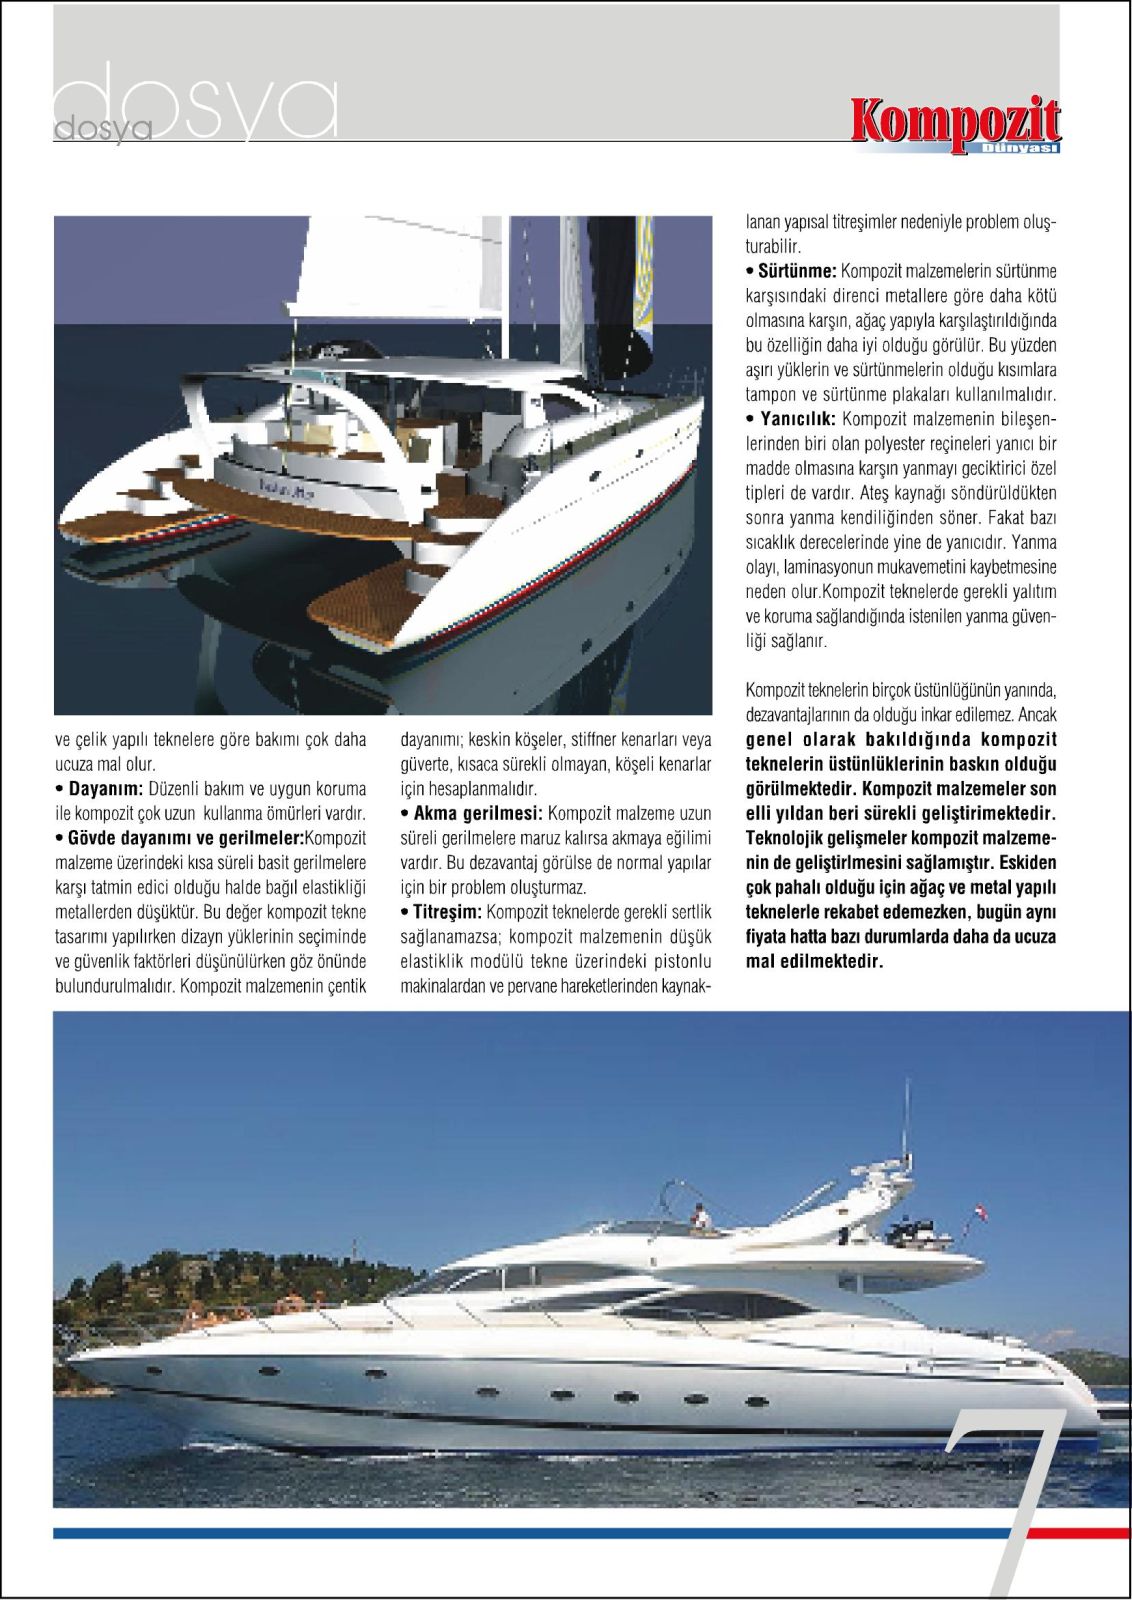 dosya
dosya
Kompozit
Dünyası
ve çelik yapılı teknelere göre bakımı çok daha
ucuza mal olur.
• Dayanım: Düzenli bakım ve uygun koruma
ile kompozit çok uzun kullanma ömürleri vardır.
• Gövde dayanımı ve gerilmeler:Kompozit
malzeme üzerindeki kısa süreli basit gerilmelere
karşı tatmin edici olduğu halde bağıl elastikliği
metallerden düşüktür. Bu değer kompozit tekne
tasarımı yapılırken dizayn yüklerinin seçiminde
ve güvenlik faktörleri düşünülürken göz önünde
bulundurulmalıdır. Kompozit malzemenin çentik
dayanımı; keskin köşeler, stiffner kenarları veya
güverte, kısaca sürekli olmayan, köşeli kenarlar
için hesaplanmalıdır.
• Akma gerilmesi: Kompozit malzeme uzun
süreli gerilmelere maruz kalırsa akmaya eğilimi
vardır. Bu dezavantaj görülse de normal yapılar
için bir problem oluşturmaz.
• Titreşim: Kompozit teknelerde gerekli sertlik
sağlanamazsa; kompozit malzemenin düşük
elastiklik modülü tekne üzerindeki pistonlu
makinalardan ve pervane hareketlerinden kaynak-
lanan yapısal titreşimler nedeniyle problem oluş-
turabilir.
• Sürtünme: Kompozit malzemelerin sürtünme
karşısındaki direnci metallere göre daha kötü
olmasına karşın, ağaç yapıyla karşılaştırıldığında
bu özelliğin daha iyi olduğu görülür. Bu yüzden
aşırı yüklerin ve sürtünmelerin olduğu kısımlara
tampon ve sürtünme plakaları kullanılmalıdır.
• Yanıcılık: Kompozit malzemenin bileşen-
lerinden biri olan polyester reçineleri yanıcı bir
madde olmasına karşın yanmayı geciktirici özel
tipleri de vardır. Ateş kaynağı söndürüldükten
sonra yanma kendiliğinden söner. Fakat bazı
sıcaklık derecelerinde yine de yanıcıdır. Yanma
olayı, laminasyonun mukavemetini kaybetmesine
neden olur.Kompozit teknelerde gerekli yalıtım
ve koruma sağlandığında istenilen yanma güven-
liği sağlanır.
Kompozit teknelerin birçok üstünlüğünün yanında,
dezavantajlarının da olduğu inkar edilemez. Ancak
genel olarak bakıldığında kompozit
teknelerin üstünlüklerinin baskın olduğu
görülmektedir. Kompozit malzemeler son
elli yıldan beri sürekli geliştirimektedir.
Teknolojik gelişmeler kompozit malzeme-
nin de geliştirlmesini sağlamıştır. Eskiden
çok pahalı olduğu için ağaç ve metal yapılı
teknelerle rekabet edemezken, bugün aynı
fiyata hatta bazı durumlarda daha da ucuza
mal edilmektedir.
7